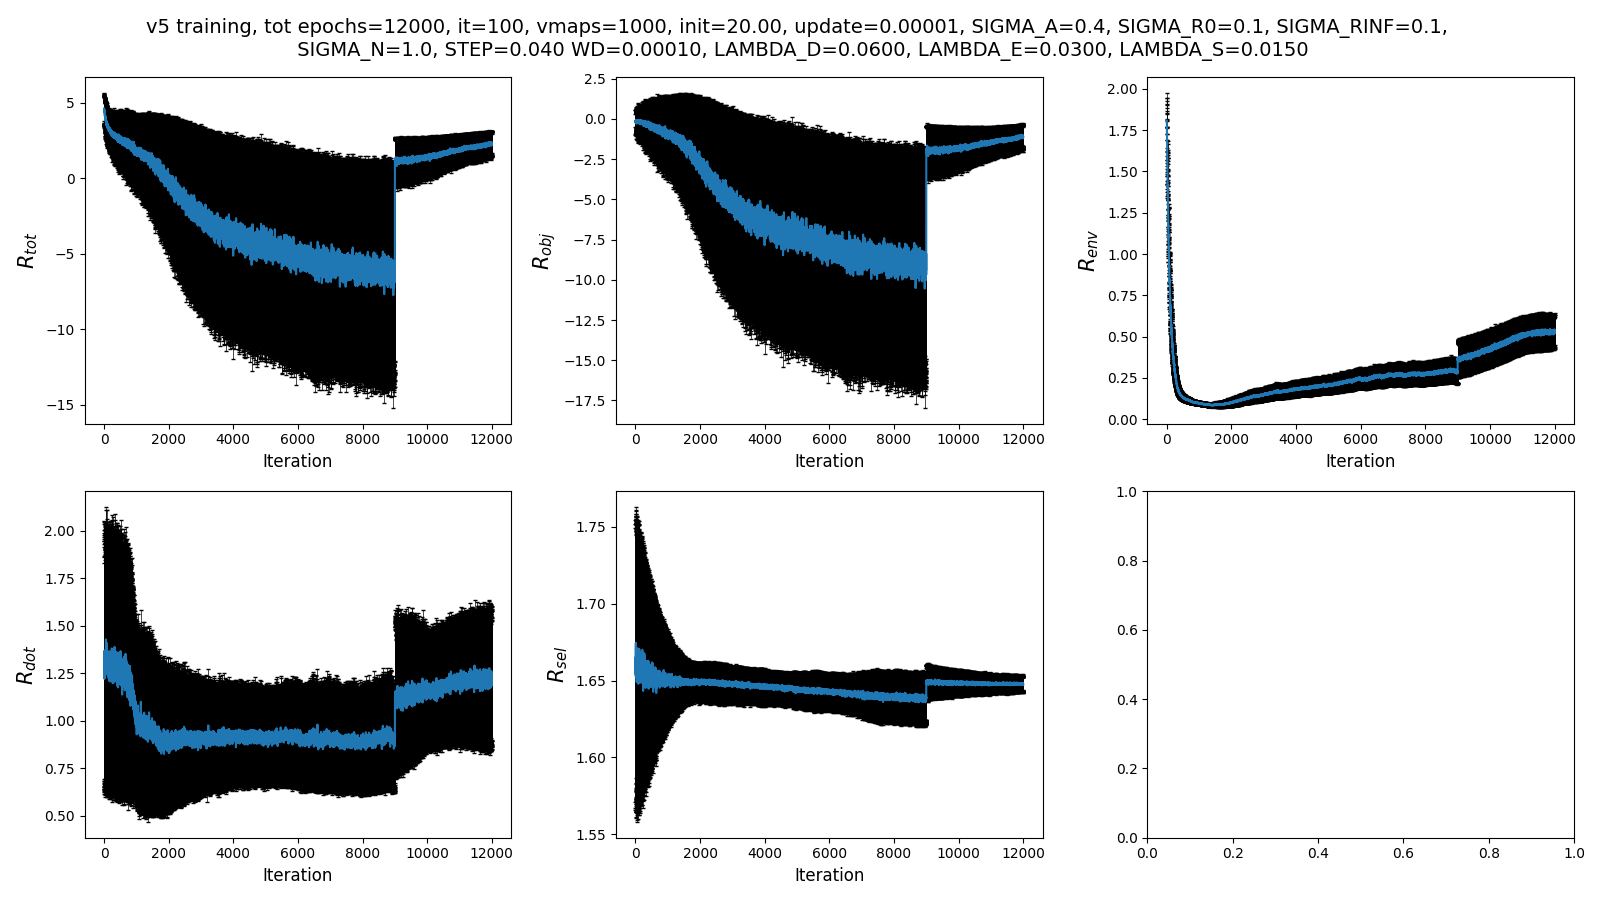 v5 training, tot epochs=12000, it=100, vmaps=1000, init=20.00, update=0.00001, SIGMA_A=0.4, SIGMA_R0=0.1, SIGMA_RINF=0.1,
SIGMA_N=1.0, STEP=0.040 WD=0.00010, LAMBDA_D=0.0600, LAMBDA_E=0.0300, LAMBDA_S=0.0150
R_tot
5
0
−5
−10
−15
0 2000 4000 6000 8000 10000 12000
Iteration
R_obj
2.5
0.0
−2.5
−5.0
−7.5
−10.0
−12.5
−15.0
−17.5
0 2000 4000 6000 8000 10000 12000
Iteration
R_env
2.00
1.75
1.50
1.25
1.00
0.75
0.50
0.25
0.00
0 2000 4000 6000 8000 10000 12000
Iteration
R_dot
2.00
1.75
1.50
1.25
1.00
0.75
0.50
0 2000 4000 6000 8000 10000 12000
Iteration
R_sel
1.75
1.70
1.65
1.60
1.55
0 2000 4000 6000 8000 10000 12000
Iteration
1.0
0.8
0.6
0.4
0.2
0.0
0.0 0.2 0.4 0.6 0.8 1.0